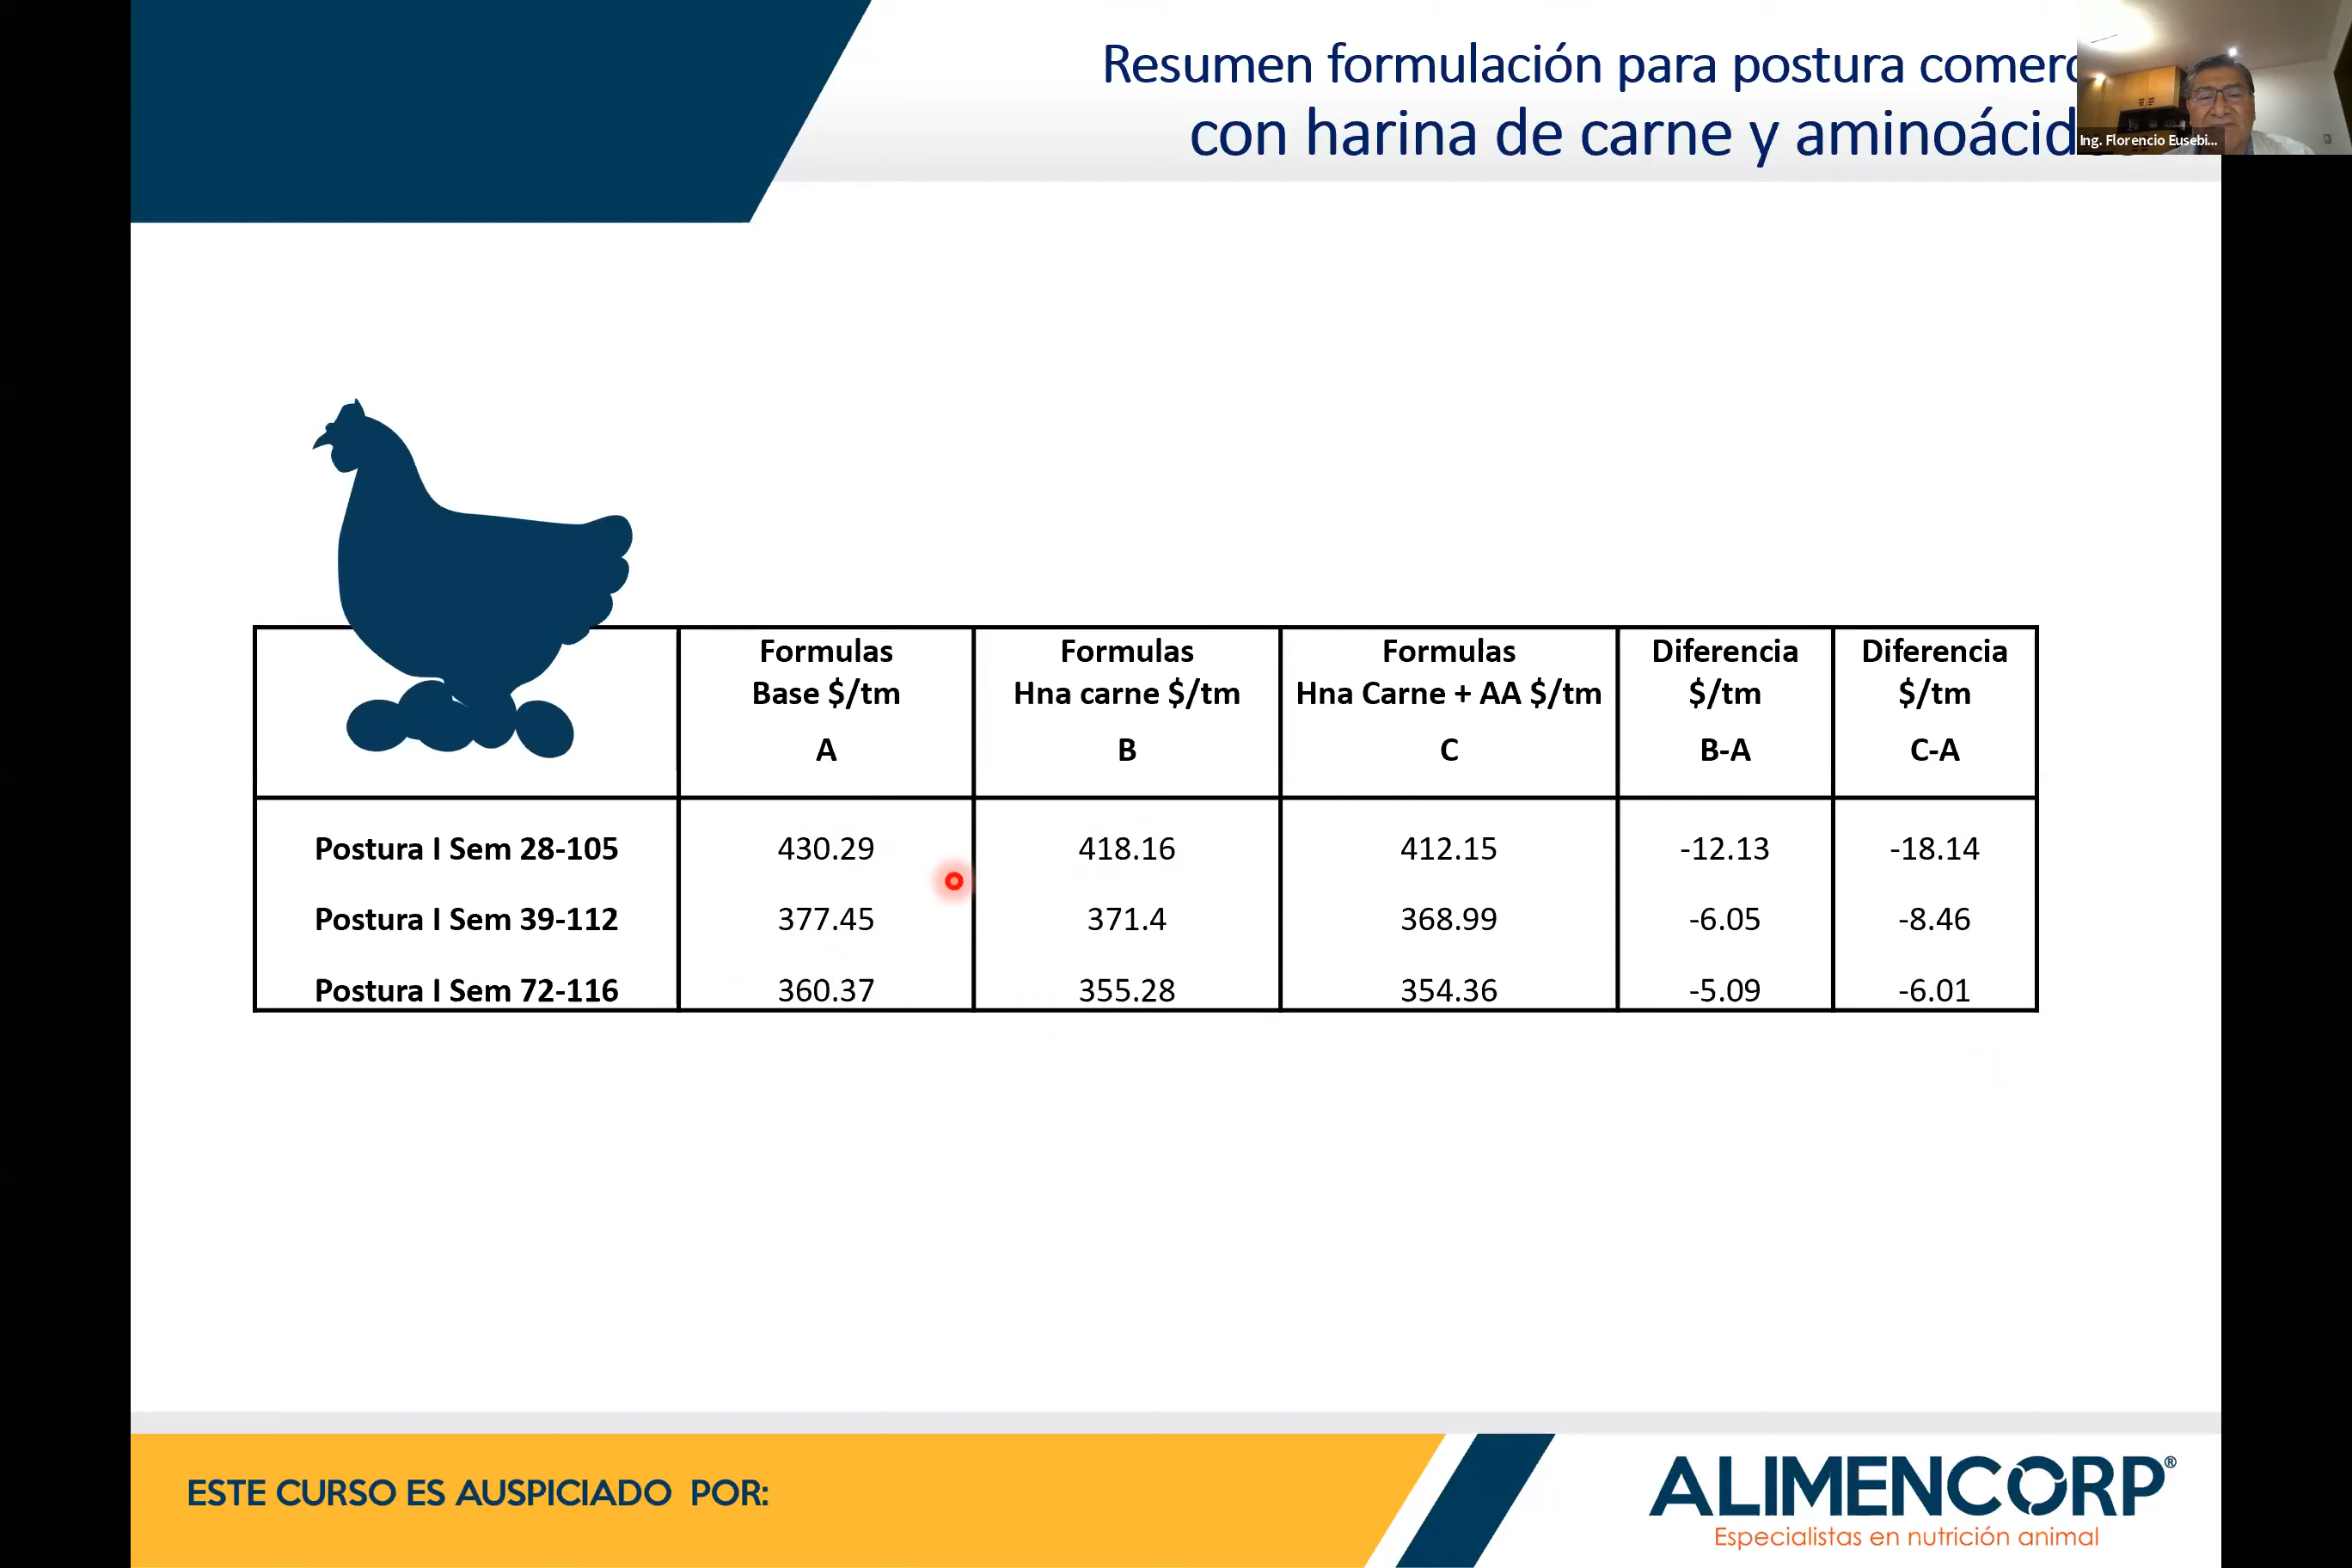 Resumen formulación para postura
con harina de carne y
Ing. Florencio Eusebi...
Formulas Base $/tm A
Formulas Hna carne $/tm B
Formulas Hna Carne + AA $/tm C
Diferencia $/tm B-A
Diferencia $/tm C-A
Postura I Sem 28-105 430.29 418.16 412.15 -12.13 -18.14
Postura I Sem 39-112 377.45 371.4 368.99 -6.05 -8.46
Postura I Sem 72-116 360.37 355.28 354.36 -5.09 -6.01
ESTE CURSO ES AUSPICIADO POR:
ALIMENCORP®
Especialistas en nutrición animal